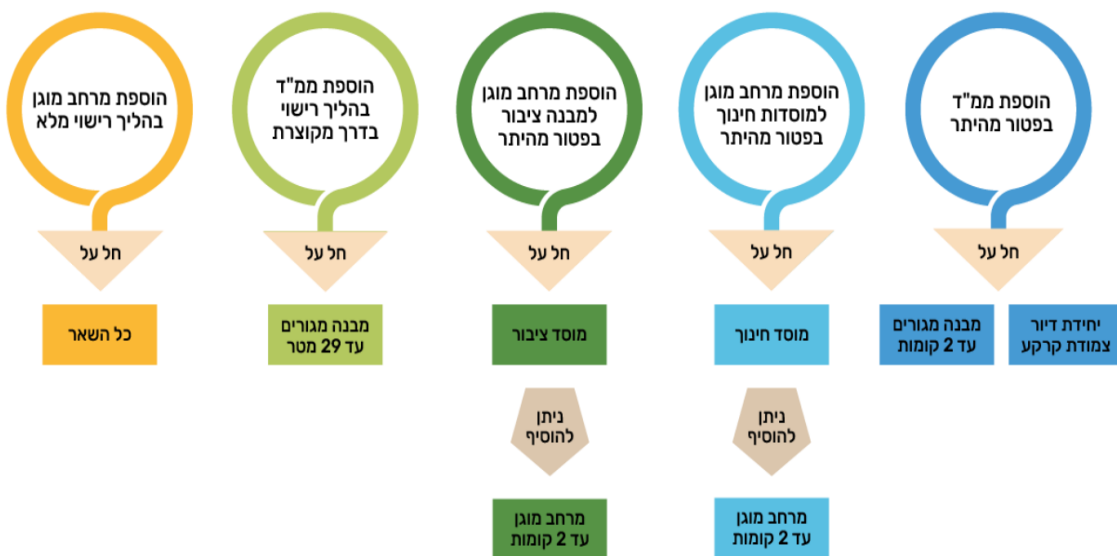 הוספת ממ"ד
בפטור מהיתר
הוספת מרחב מוגן
למוסדות חינוך
בפטור מהיתר
הוספת מרחב מוגן
למבנה ציבור
בפטור מהיתר
הוספת ממ"ד
בהליך רישוי
בדרך מקוצרת
הוספת מרחב מוגן
בהליך רישוי מלא
חל על
חל על
חל על
חל על
חל על
יחידת דיור
צמודת קרקע
מבנה מגורים
עד 2 קומות
מוסד חינוך
מוסד ציבור
מבנה מגורים
עד 29 מטר
כל השאר
ניתן
להוסיף
ניתן
להוסיף
מרחב מוגן
עד 2 קומות
מרחב מוגן
עד 2 קומות